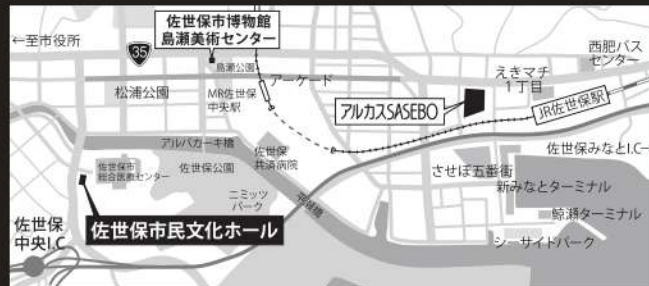 佐世保市博物館
島瀬美術センター
←至市役所
35
島瀬公園
アーケード
西肥バス
センター
えきマチ
1丁目
松浦公園
MR佐世保
中央駅
アルカスSASEBO
JR佐世保駅
アルバカーキ橋
佐世保
共済病院
佐世保みなとI.C→
佐世保市
総合医療センター
佐世保公園
させぼ五番街
新みなとターミナル
ニミッツ
パーク
平瀬橋
鯨瀬ターミナル
佐世保市民文化ホール
シーサイドパーク
佐世保
中央I.C